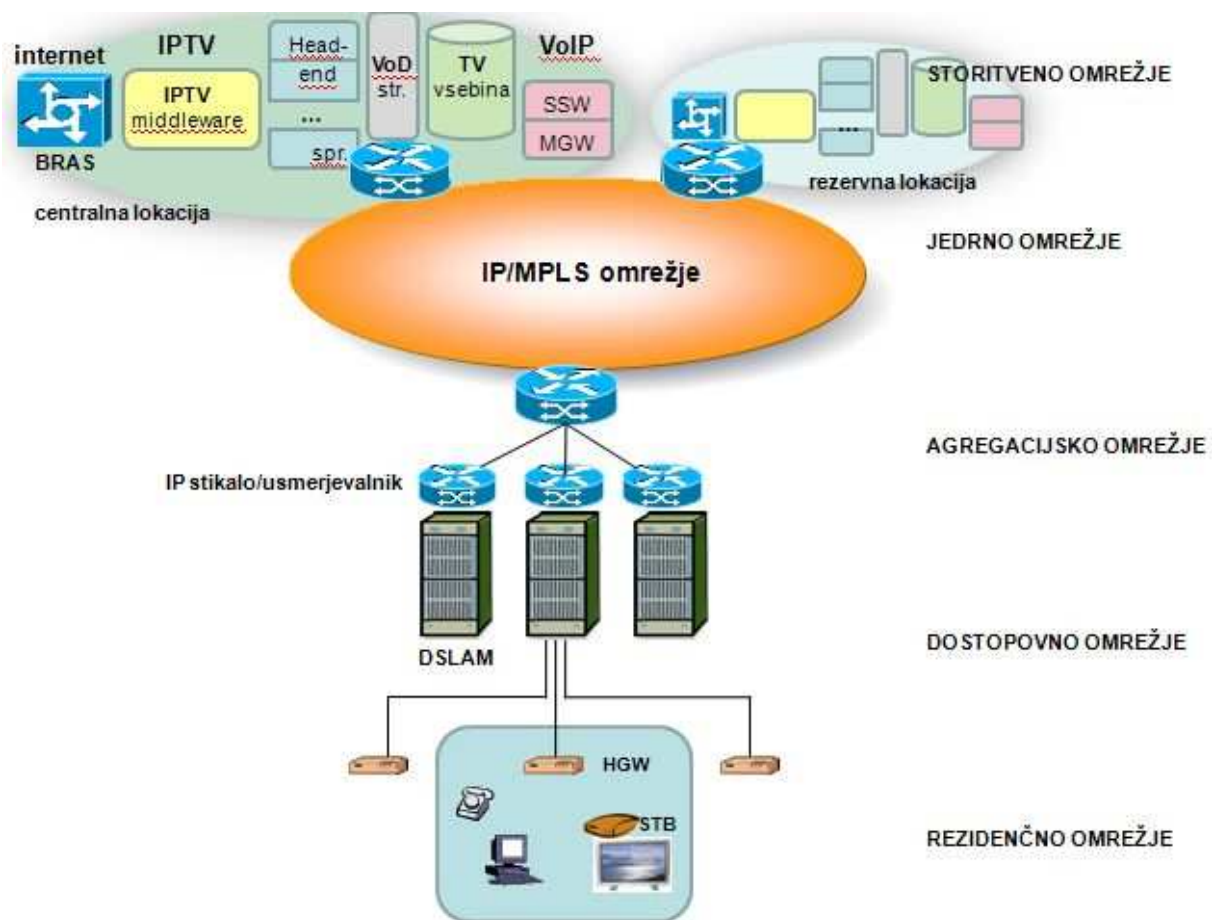 internet
IPTV
BRAS
IPTV
middleware
Head-
end
...
spr.
VoD
str.
TV
vsebina
VoIP
SSW
MGW
centralna lokacija
...
rezervna lokacija
STORITVENO OMREŽJE
JEDRNO OMREŽJE
IP/MPLS omrežje
AGREGACIJSKO OMREŽJE
IP stikalo/usmerjevalnik
DSLAM
DOSTOPOVNO OMREŽJE
HGW
STB
REZIDENČNO OMREŽJE